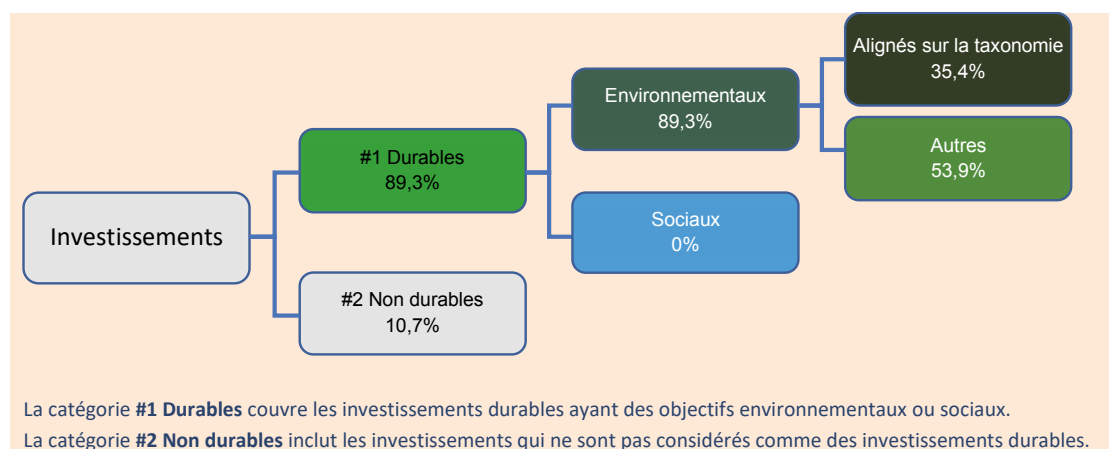 Investissements
#1 Durables
89,3%
#2 Non durables
10,7%
Environnementaux
89,3%
Sociaux
0%
Alignés sur la taxonomie
35,4%
Autres
53,9%
La catégorie #1 Durables couvre les investissements durables ayant des objectifs environnementaux ou sociaux.
La catégorie #2 Non durables inclut les investissements qui ne sont pas considérés comme des investissements durables.